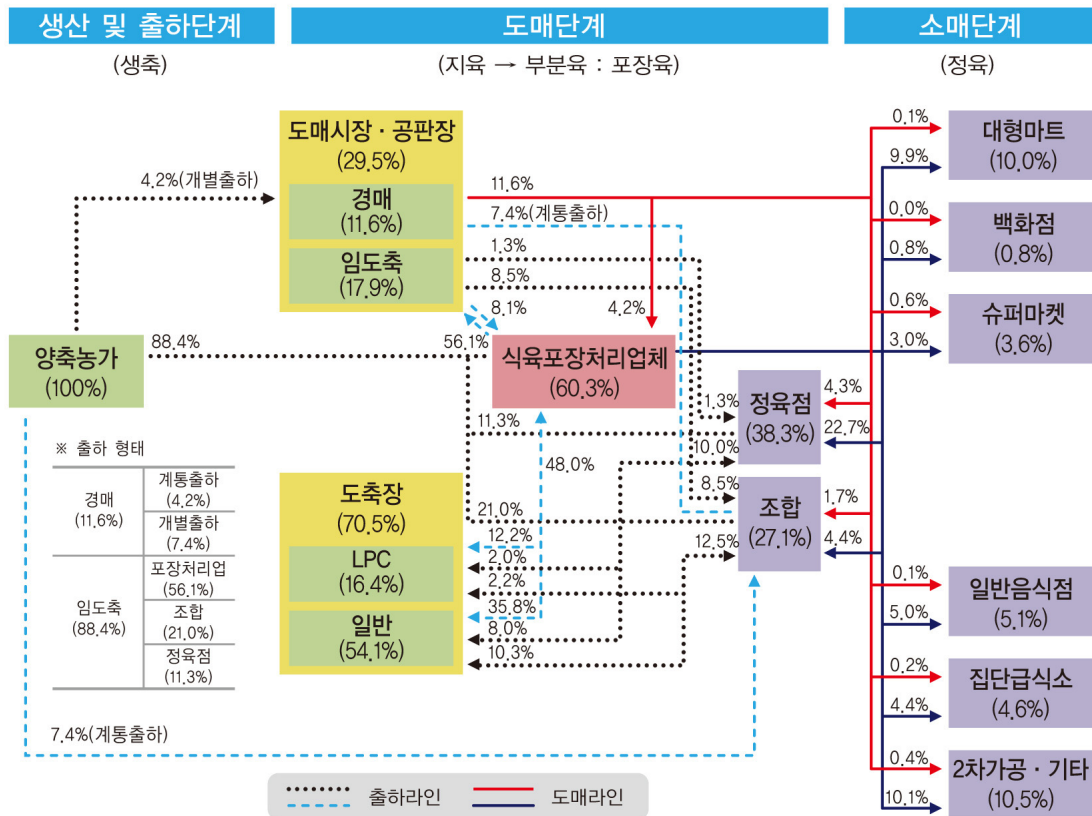 생산 및 출하단계
(생축)
도매단계
(지육 → 부분육 : 포장육)
소매단계
(정육)
도매시장 · 공판장
(29.5%)
경매
(11.6%)
임도축
(17.9%)
4.2%(개별출하)
11.6%
7.4%(계통출하)
1.3%
8.5%
8.1%
4.2%
양축농가
(100%)
88.4%
56.1%
식육포장처리업체
(60.3%)
11.3%
48.0%
21.0%
도축장
(70.5%)
LPC
(16.4%)
일반
(54.1%)
12.2%
2.0%
2.2%
35.8%
8.0%
10.3%
1.3%
10.0%
정육점
(38.3%)
4.3%
22.7%
8.5%
12.5%
조합
(27.1%)
1.7%
4.4%
0.1%
9.9%
대형마트
(10.0%)
0.0%
0.8%
백화점
(0.8%)
0.6%
3.0%
슈퍼마켓
(3.6%)
0.1%
5.0%
일반음식점
(5.1%)
0.2%
4.4%
집단급식소
(4.6%)
0.4%
10.1%
2차가공 · 기타
(10.5%)
※ 출하 형태
경매
(11.6%)
계통출하
(4.2%)
개별출하
(7.4%)
임도축
(88.4%)
포장처리업
(56.1%)
조합
(21.0%)
정육점
(11.3%)
7.4%(계통출하)
출하라인
도매라인